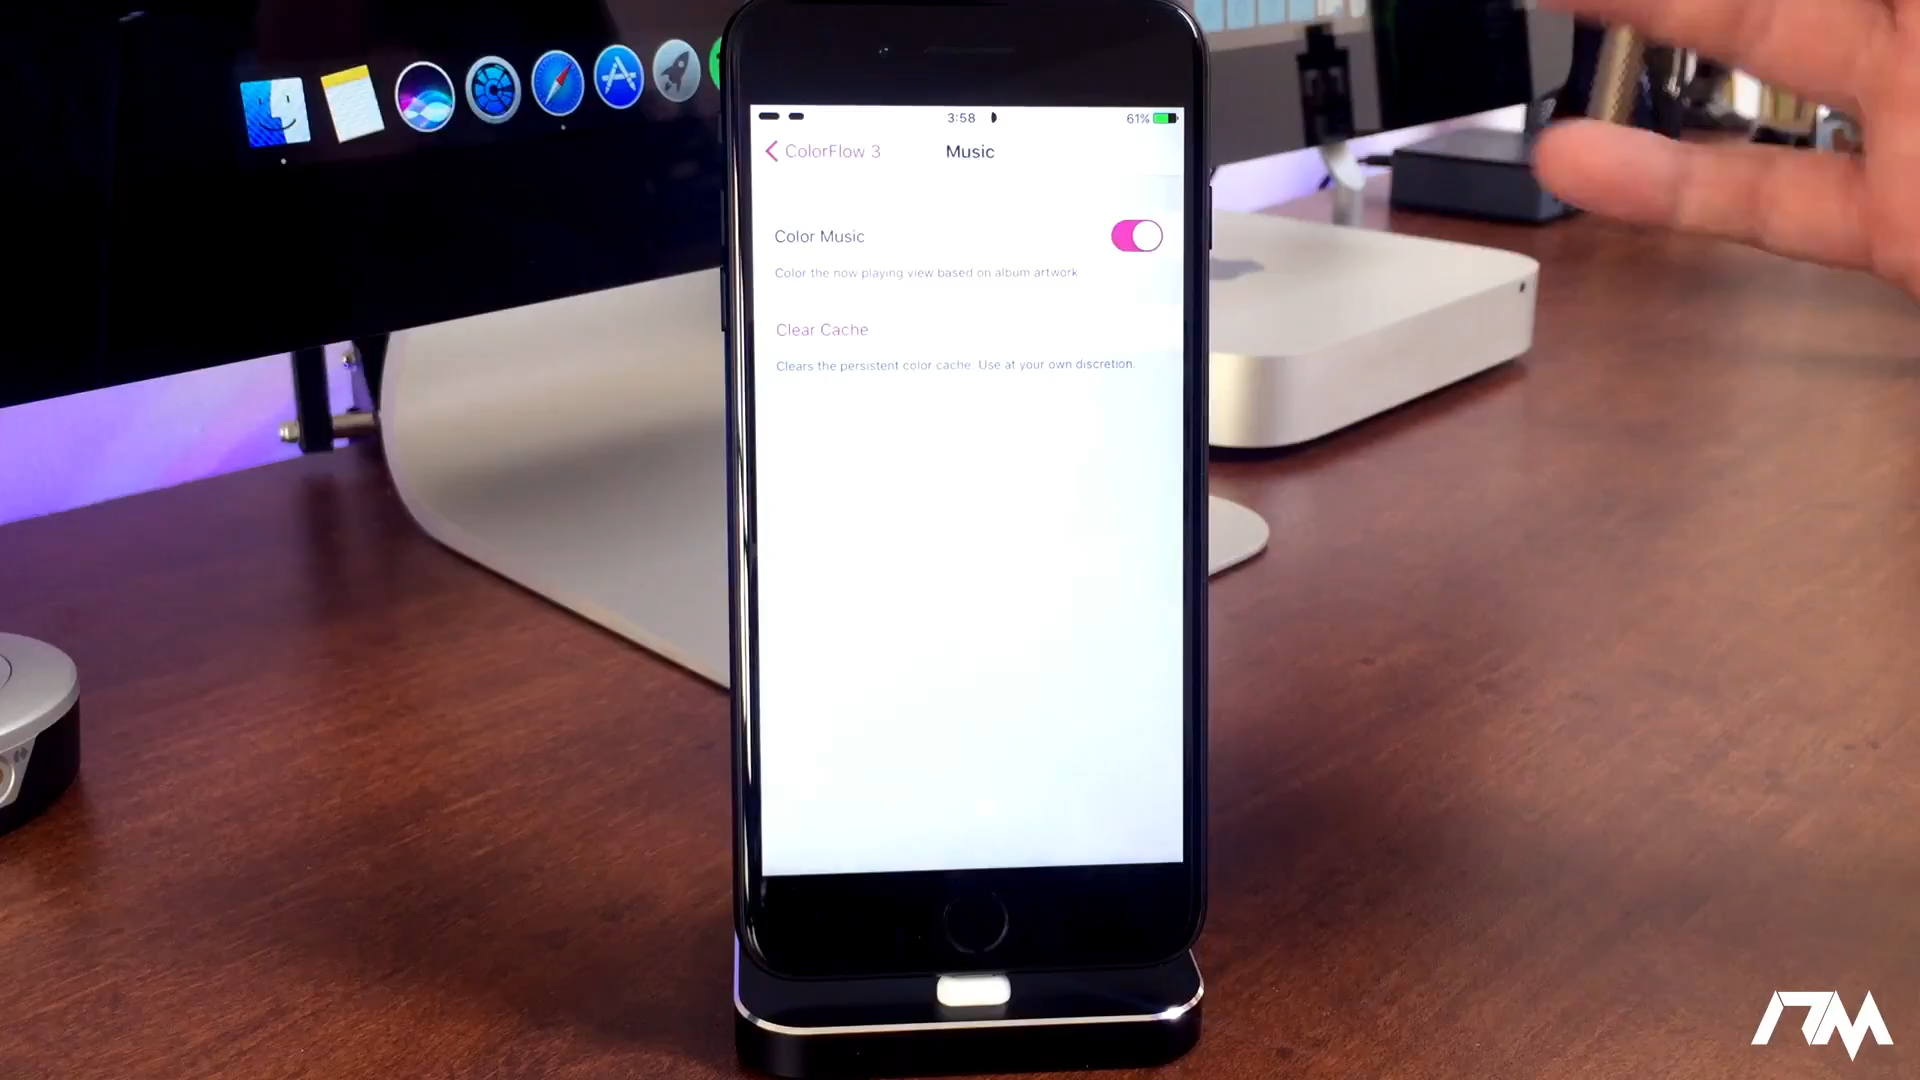 3:58
61%
ColorFlow 3
Music
Color Music
Color the now playing view based on album artwork
Clear Cache
Clears the persistent color cache. Use at your own discretion.